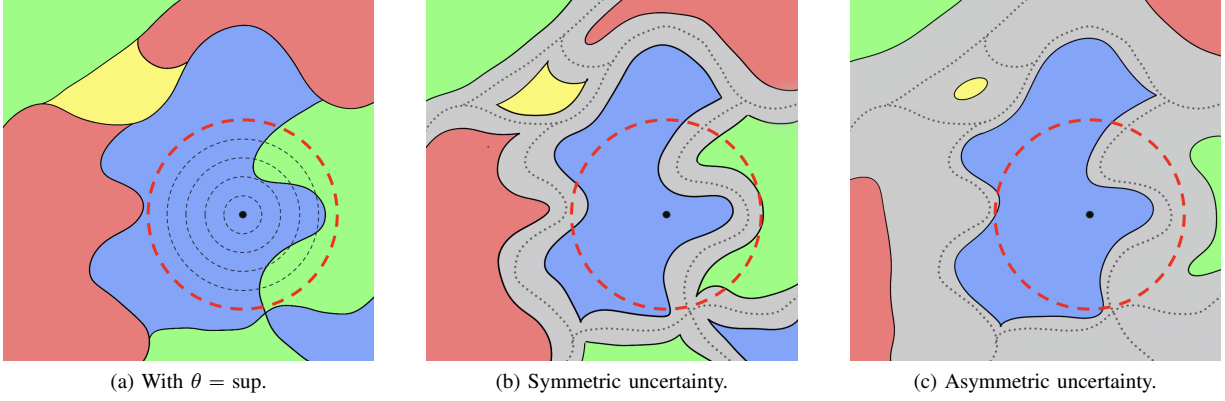 (a) With θ = sup.
(b) Symmetric uncertainty.
(c) Asymmetric uncertainty.